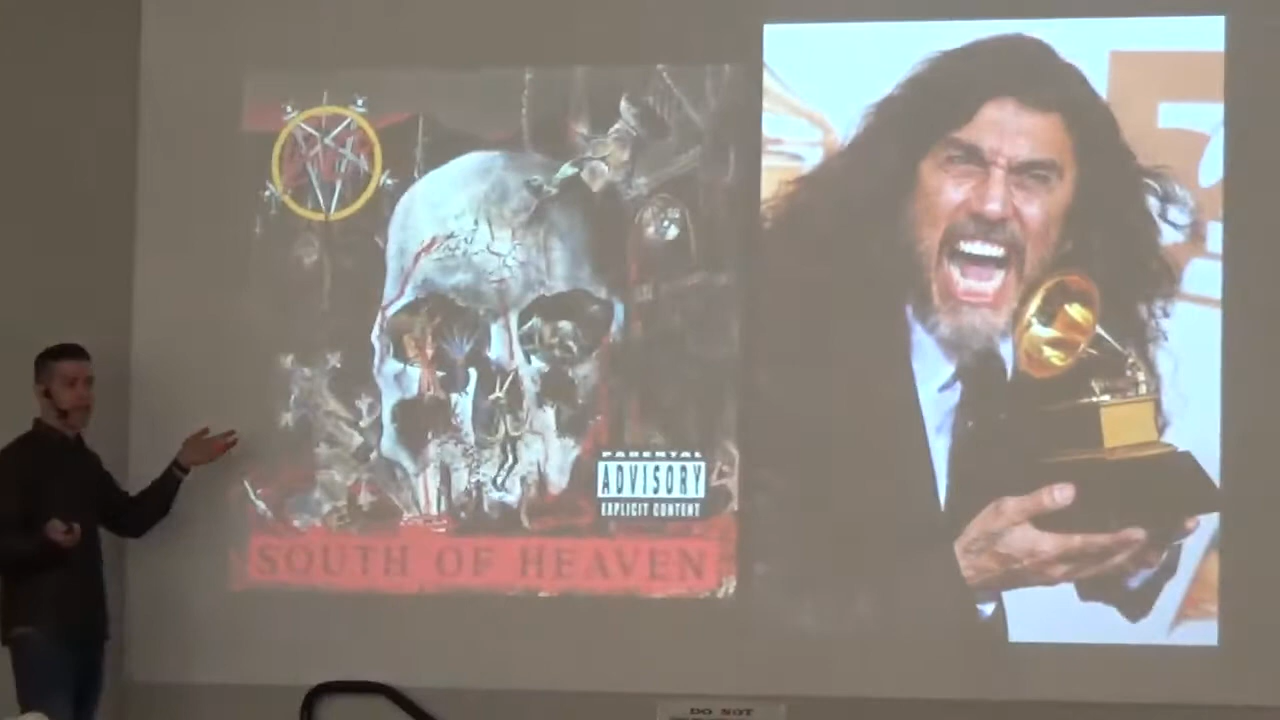 PARENTAL
ADVISORY
EXPLICIT CONTENT
SOUTH OF HEAVEN
DO NOT